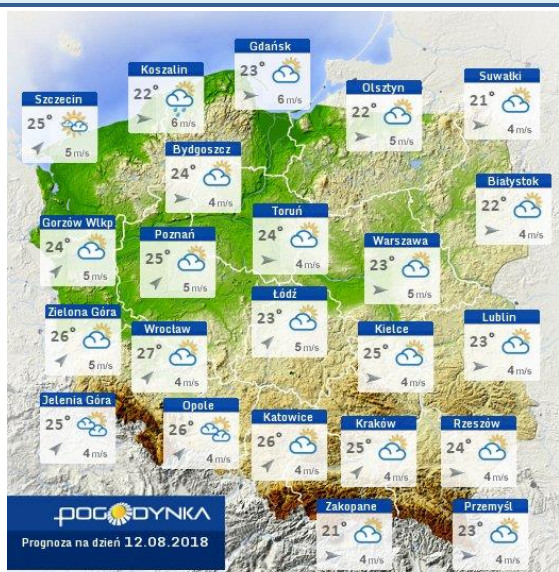 Gdańsk
23°
6 m/s
Koszalin
22°
6 m/s
Suwałki
21°
4 m/s
Olsztyn
22°
5 m/s
Szczecin
25°
5 m/s
Bydgoszcz
24°
4 m/s
Białystok
22°
4 m/s
Toruń
24°
4 m/s
Gorzów Wlkp
24°
5 m/s
Poznań
25°
5 m/s
Warszawa
23°
5 m/s
Łódź
23°
5 m/s
Zielona Góra
26°
5 m/s
Wrocław
27°
4 m/s
Kielce
25°
4 m/s
Lublin
23°
4 m/s
Jelenia Góra
25°
4 m/s
Opole
26°
4 m/s
Katowice
26°
4 m/s
Kraków
25°
4 m/s
Rzeszów
24°
4 m/s
Zakopane
21°
4 m/s
Przemyśl
23°
4 m/s
POGODYNKA
Prognoza na dzień 12.08.2018